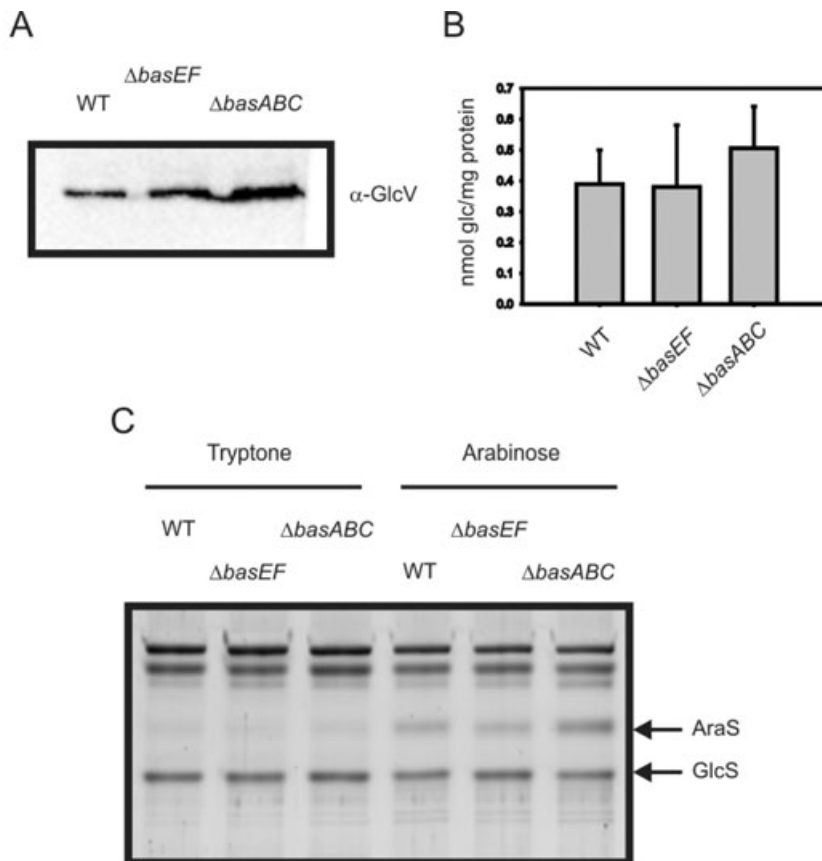 A
ΔbasEF
WT
ΔbasABC
α-GlcV
B
nmol glc/mg protein
0.7
0.6
0.5
0.4
0.3
0.2
0.1
0.0
WT
ΔbasEF
ΔbasABC
C
Tryptone
Arabinose
WT
ΔbasABC
ΔbasEF
ΔbasEF
WT
ΔbasABC
AraS
GlcS